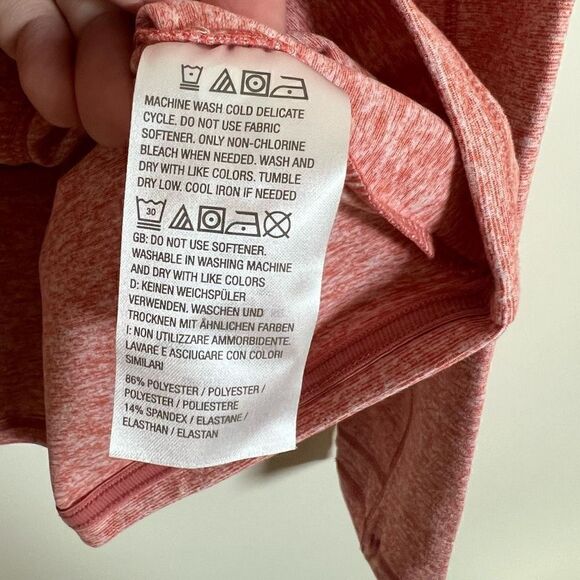 MACHINE WASH COLD DELICATE
CYCLE. DO NOT USE FABRIC
SOFTENER. ONLY NON-CHLORINE
BLEACH WHEN NEEDED. WASH AND
DRY WITH LIKE COLORS. TUMBLE
DRY LOW. COOL IRON IF NEEDED
30
GB: DO NOT USE SOFTENER.
WASHABLE IN WASHING MACHINE
AND DRY WITH LIKE COLORS
D: KEINEN WEICHSPÜLER
VERWENDEN. WASCHEN UND
TROCKNEN MIT ÄHNLICHEN FARBEN
I: NON UTILIZZARE AMMORBIDENTE.
LAVARE E ASCIUGARE CON COLORI
SIMILARI
86% POLYESTER / POLYESTER /
POLYESTER / POLIESTERE
14% SPANDEX / ELASTANE /
ELASTHAN / ELASTAN